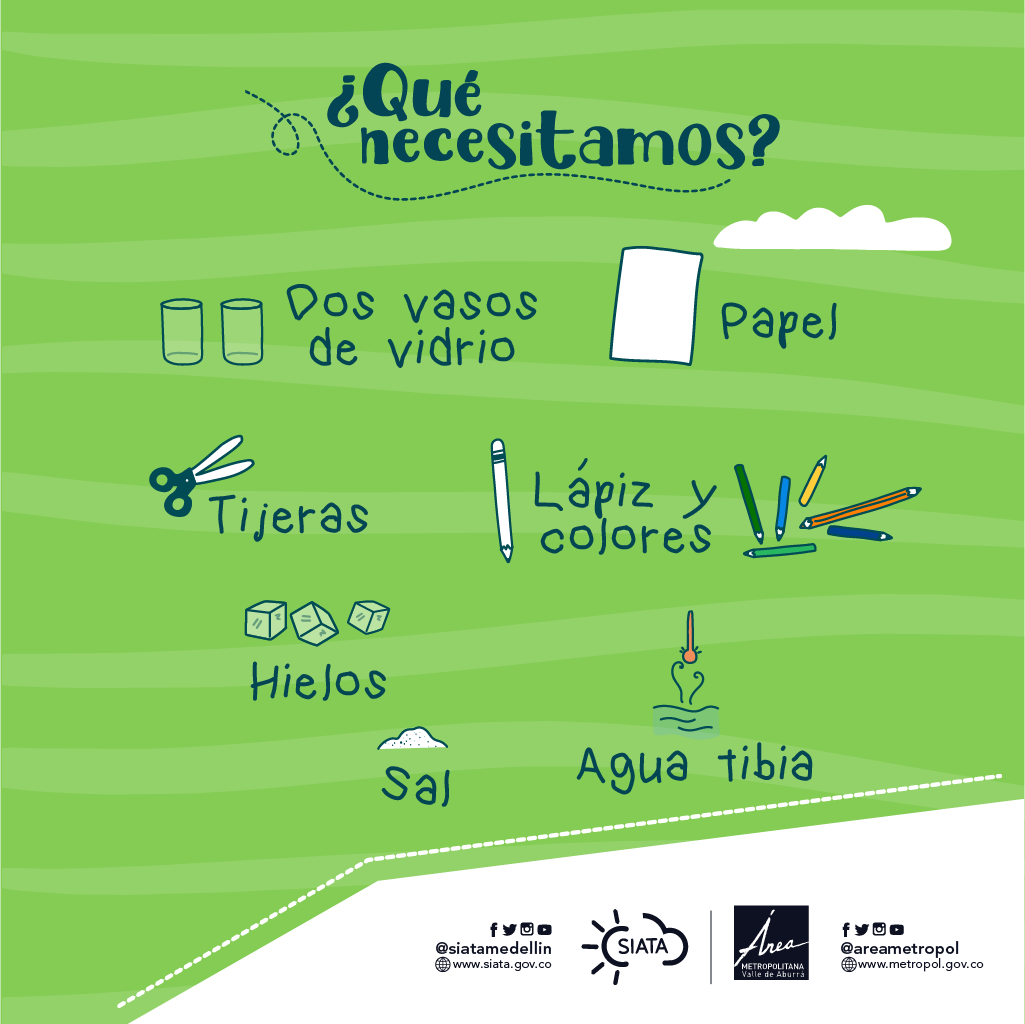 ¿Qué
necesitamos?
Dos vasos
de vidrio
Papel
Tijeras
Lápiz y
colores
Hielos
Sal
Agua tibia
@siatamedellin
www.siata.gov.co
SIATA
Área
METROPOLITANA
Valle de Aburrá
@areametropol
www.metropol.gov.co